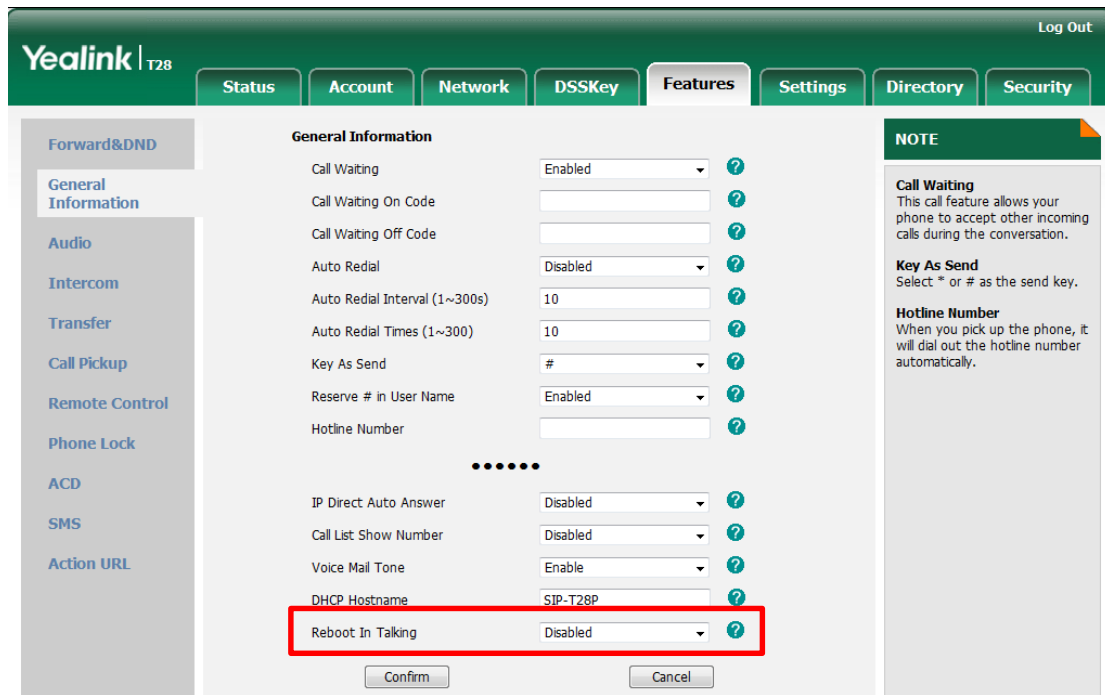 Log Out
Yealink | T28
Status Account Network DSSKey Features Settings Directory Security
Forward&DND
General
Information
Audio
Intercom
Transfer
Call Pickup
Remote Control
Phone Lock
ACD
SMS
Action URL
General Information
Call Waiting Enabled ?
Call Waiting On Code ?
Call Waiting Off Code ?
Auto Redial Disabled ?
Auto Redial Interval (1~300s) 10 ?
Auto Redial Times (1~300) 10 ?
Key As Send # ?
Reserve # in User Name Enabled ?
Hotline Number ?
••••••
IP Direct Auto Answer Disabled ?
Call List Show Number Disabled ?
Voice Mail Tone Enable ?
DHCP Hostname SIP-T28P ?
Reboot In Talking Disabled ?
Confirm Cancel
NOTE
Call Waiting
This call feature allows your
phone to accept other incoming
calls during the conversation.
Key As Send
Select * or # as the send key.
Hotline Number
When you pick up the phone, it
will dial out the hotline number
automatically.